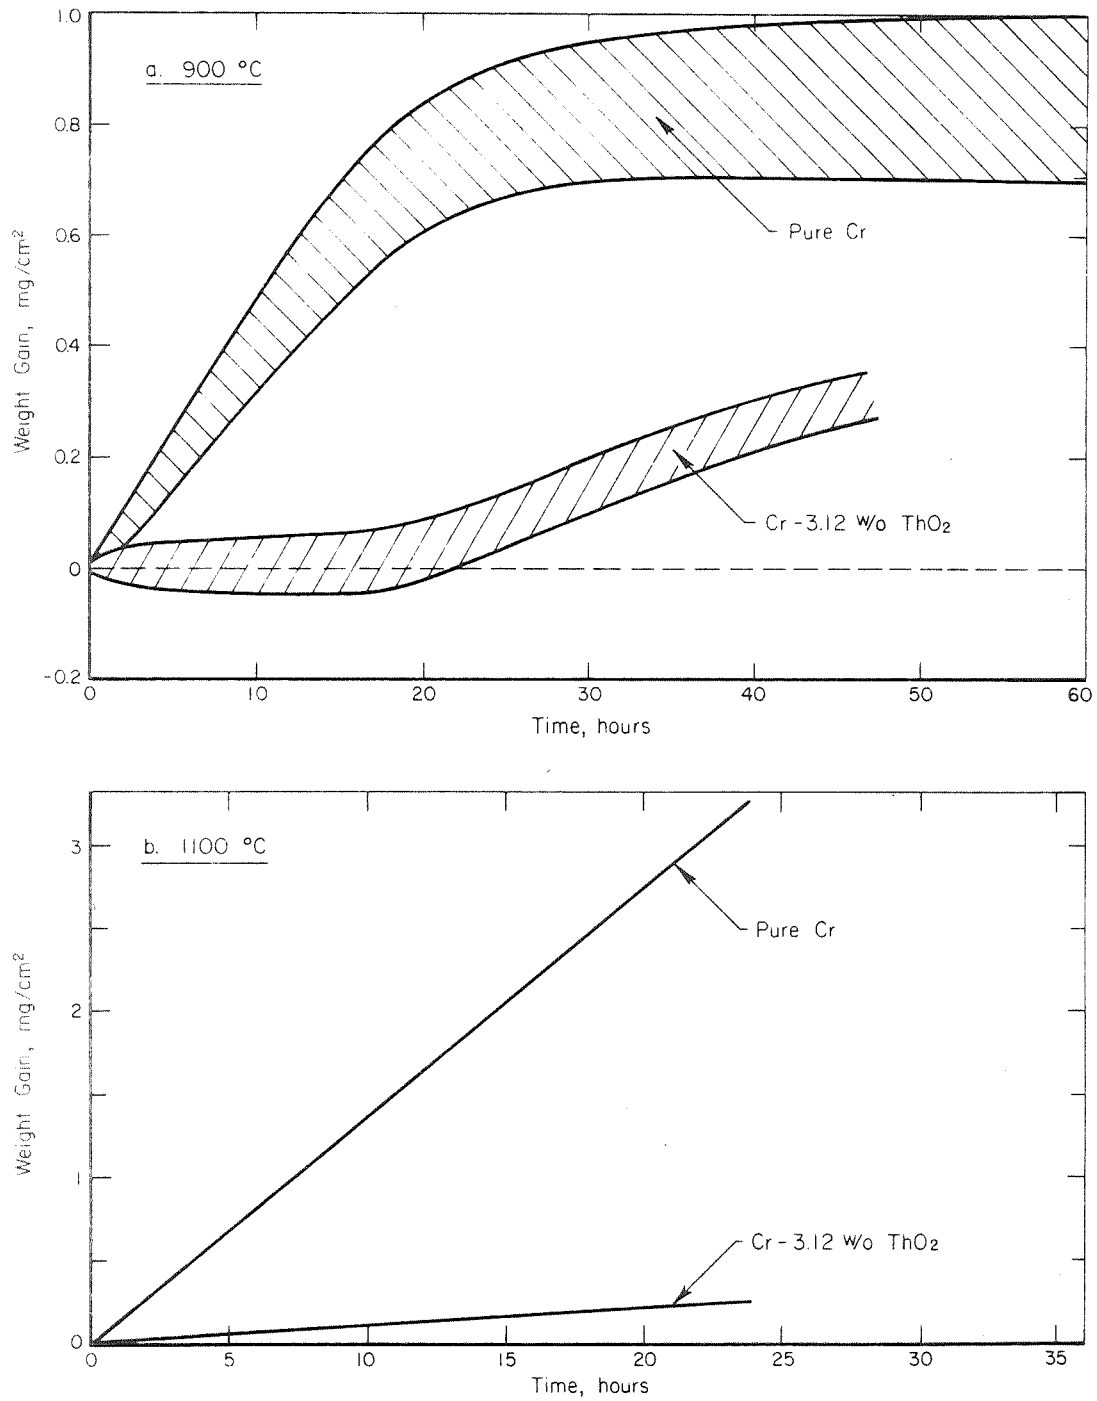 1.0
a. 900 °C
0.8
0.6
Pure Cr
0.4
0.2
Cr-3.12 w/o ThO2
0
-0.2
Weight Gain, mg/cm2
0 10 20 30 40 50 60
Time, hours
3
b. 1100 °C
Pure Cr
2
1
Cr-3.12 w/o ThO2
0
Weight Gain, mg/cm2
0 5 10 15 20 25 30 35
Time, hours